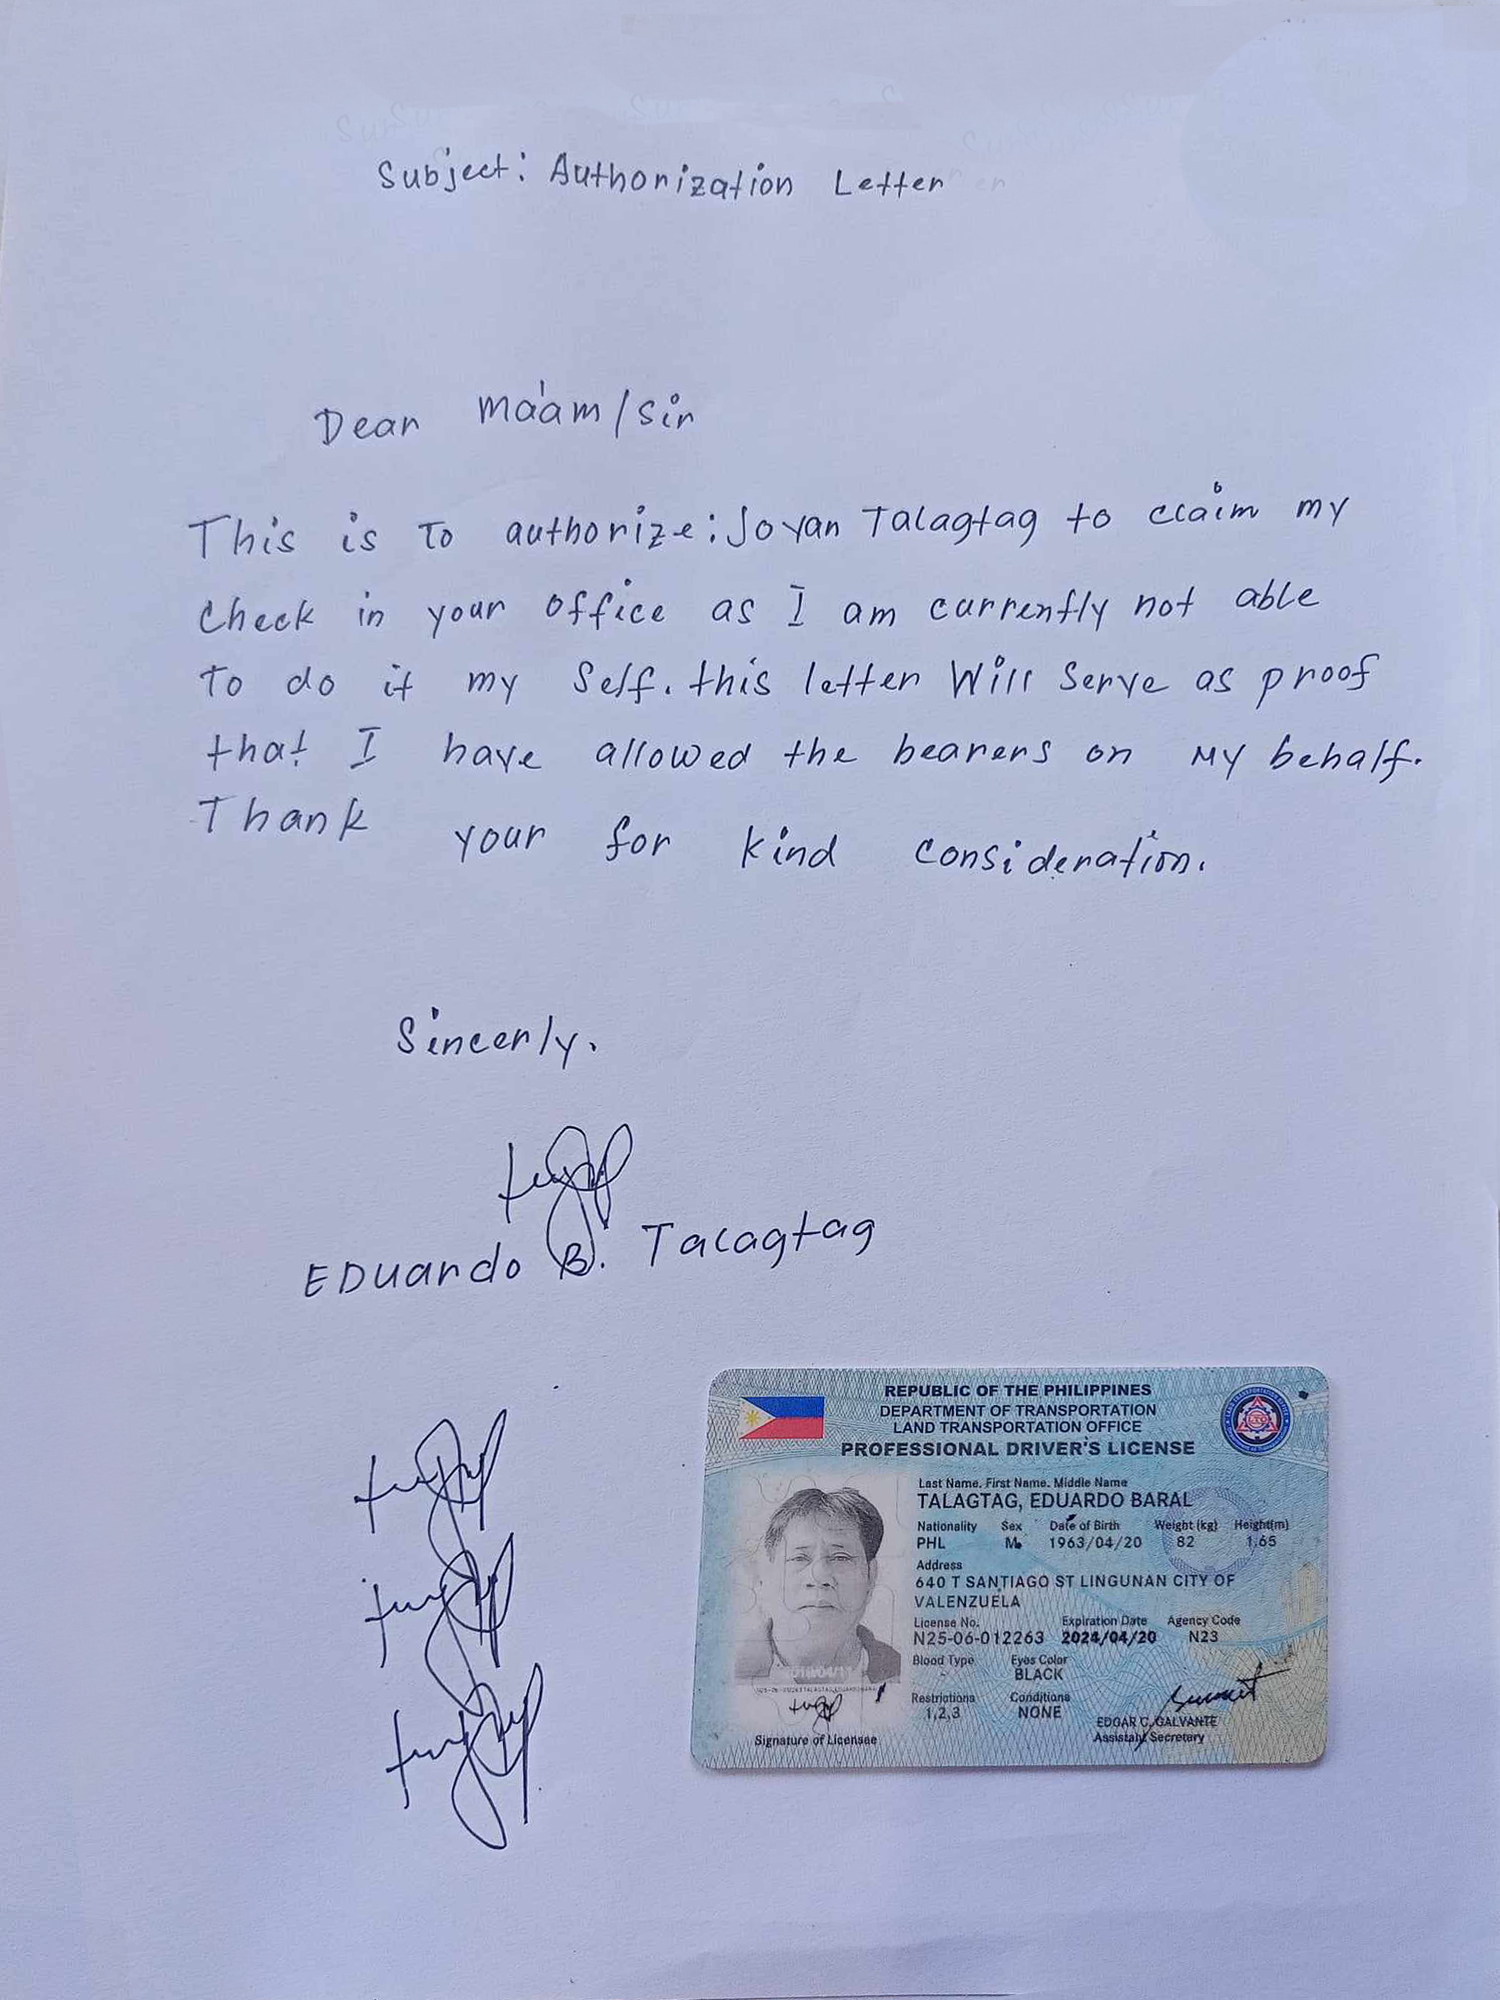 Subject: Authorization Letter
Dear Ma'am/Sir
This is To authorize: Joyan Talagtag to claim my
check in your office as I am currently not able
To do it my Self. this letter Will Serve as proof
that I have allowed the bearers on My behalf.
Thank your for kind consideration.
Sincerly.
EDuardo B. Talagtag
REPUBLIC OF THE PHILIPPINES
DEPARTMENT OF TRANSPORTATION
LAND TRANSPORTATION OFFICE
PROFESSIONAL DRIVER'S LICENSE
Last Name. First Name. Middle Name
TALAGTAG, EDUARDO BARAL
Nationality Sex Date of Birth Weight (kg) Height(m)
PHL M 1963/04/20 82 1.65
Address
640 T SANTIAGO ST LINGUNAN CITY OF
VALENZUELA
License No. Expiration Date Agency Code
N25-06-012263 2024/04/20 N23
Blood Type Eyes Color
BLACK
Restrictions Conditions
1,2,3 NONE
EDGAR C. GALVANTE
Assistant Secretary
Signature of Licensee